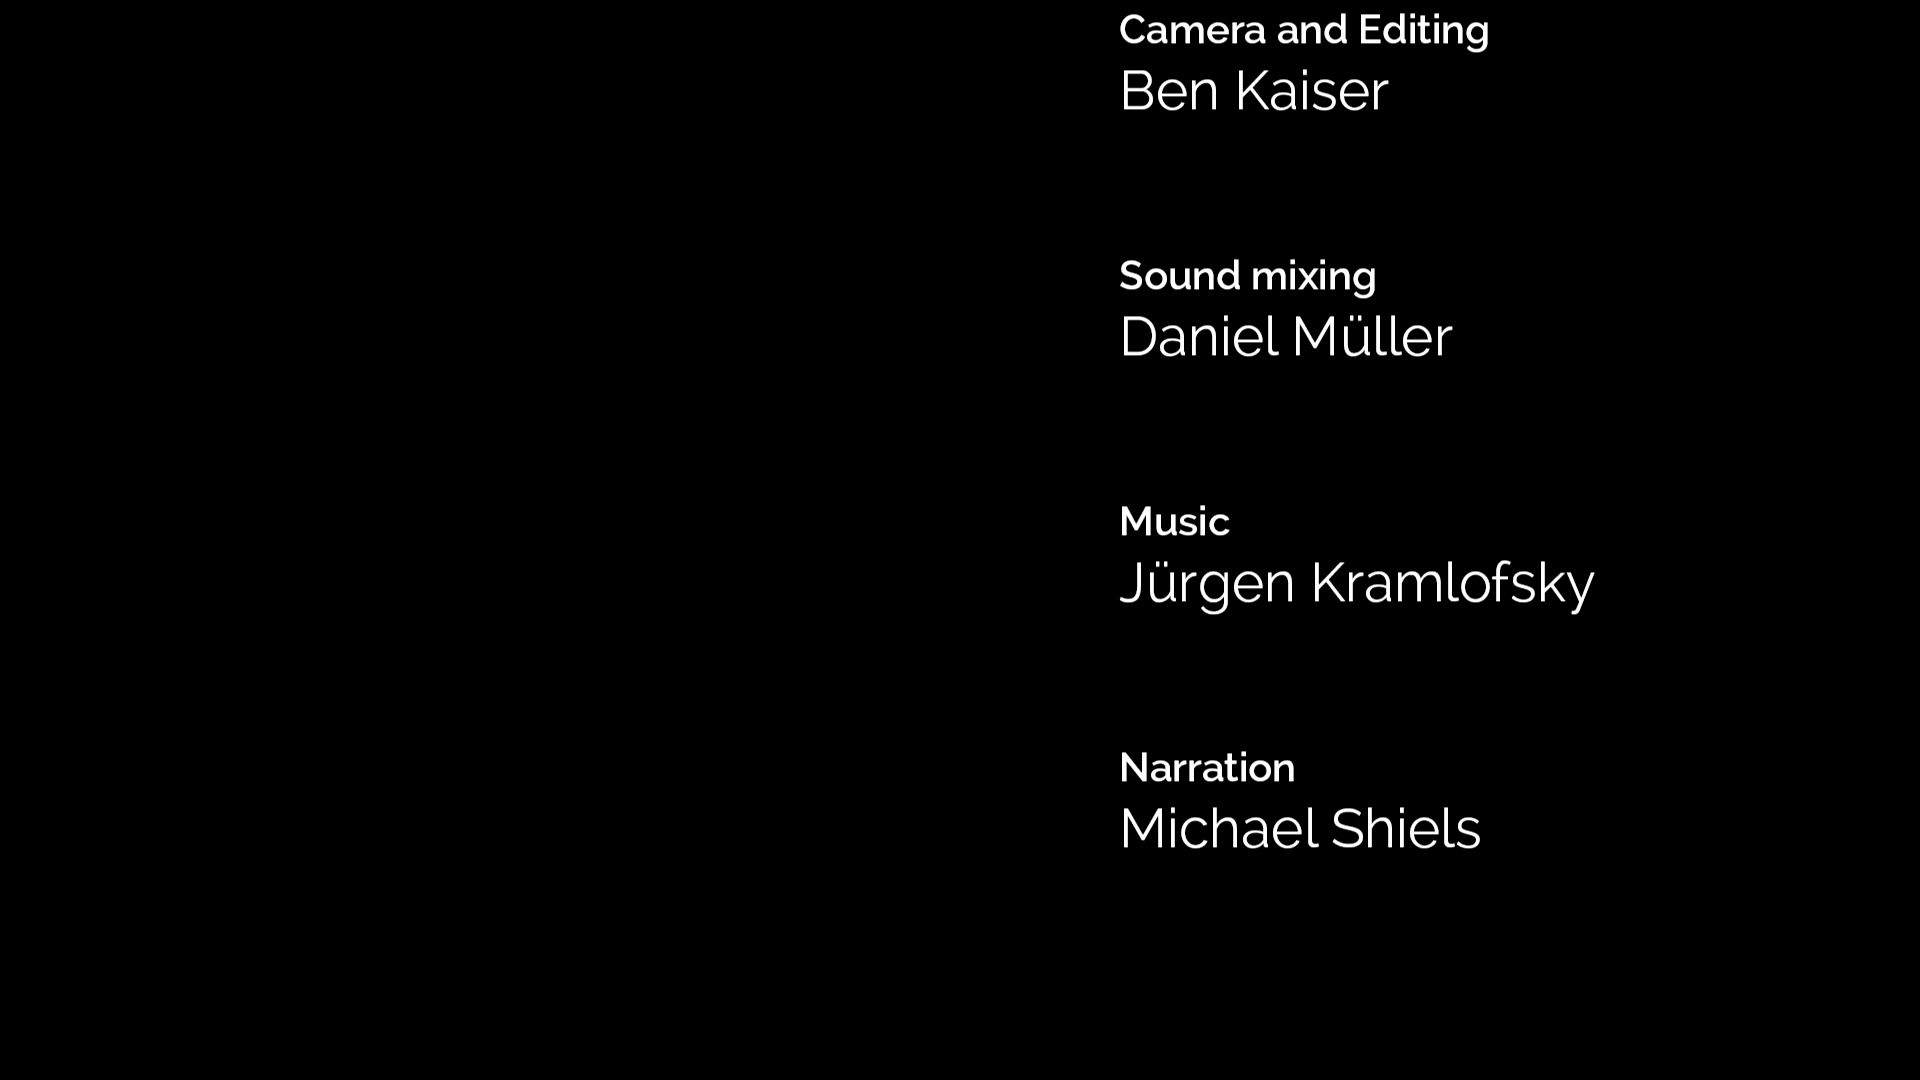 Camera and Editing
Ben Kaiser
Sound mixing
Daniel Müller
Music
Jürgen Kramlofsky
Narration
Michael Shiels